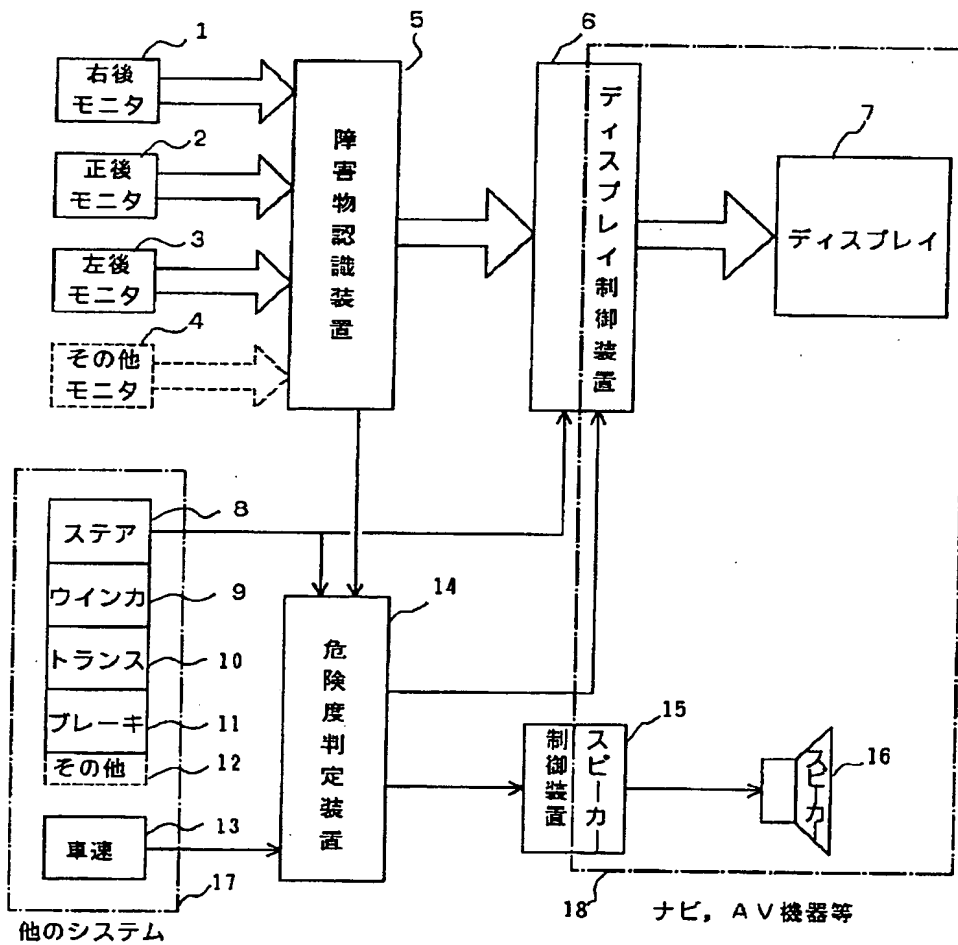 1
右後
モニタ
2
正後
モニタ
3
左後
モニタ
4
その他
モニタ
5
障害物認識装置
6
ディスプレイ制御装置
7
ディスプレイ
8
ステア
9
ウインカ
10
トランス
11
ブレーキ
12
その他
13
車速
17
他のシステム
14
危険度判定装置
15
スピーカ
制御装置
16
スピーカ
18
ナビ,AV機器等